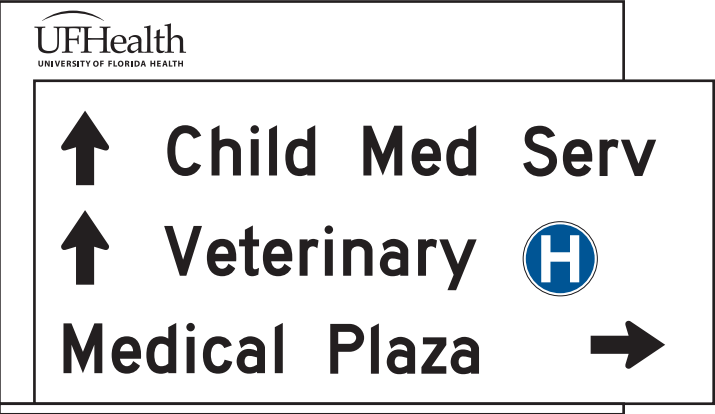 UFHealth
UNIVERSITY OF FLORIDA HEALTH
Child Med Serv
Veterinary H
Medical Plaza